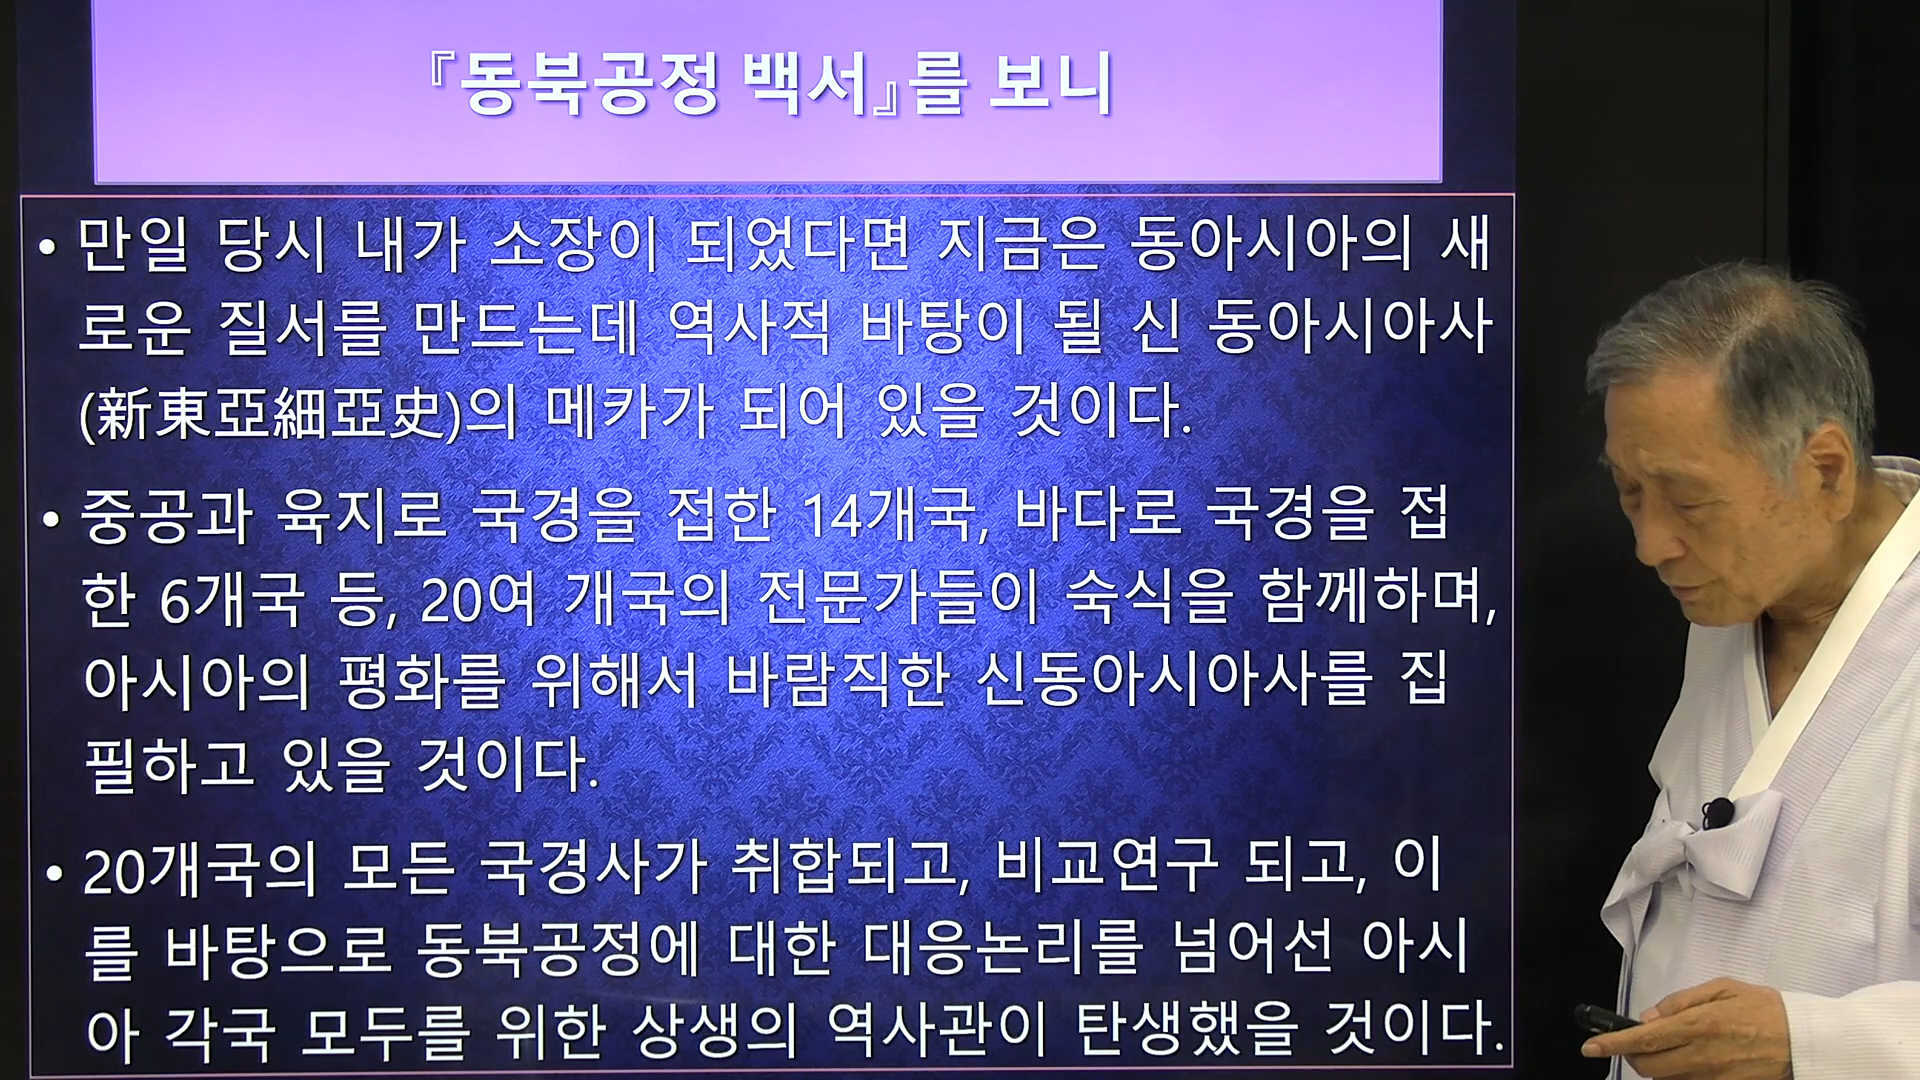 『동북공정 백서』를 보니
• 만일 당시 내가 소장이 되었다면 지금은 동아시아의 새
로운 질서를 만드는데 역사적 바탕이 될 신 동아시아사
(新東亞細亞史)의 메카가 되어 있을 것이다.
• 중공과 육지로 국경을 접한 14개국, 바다로 국경을 접
한 6개국 등, 20여 개국의 전문가들이 숙식을 함께하며,
아시아의 평화를 위해서 바람직한 신동아시아사를 집
필하고 있을 것이다.
• 20개국의 모든 국경사가 취합되고, 비교연구 되고, 이
를 바탕으로 동북공정에 대한 대응논리를 넘어선 아시
아 각국 모두를 위한 상생의 역사관이 탄생했을 것이다.